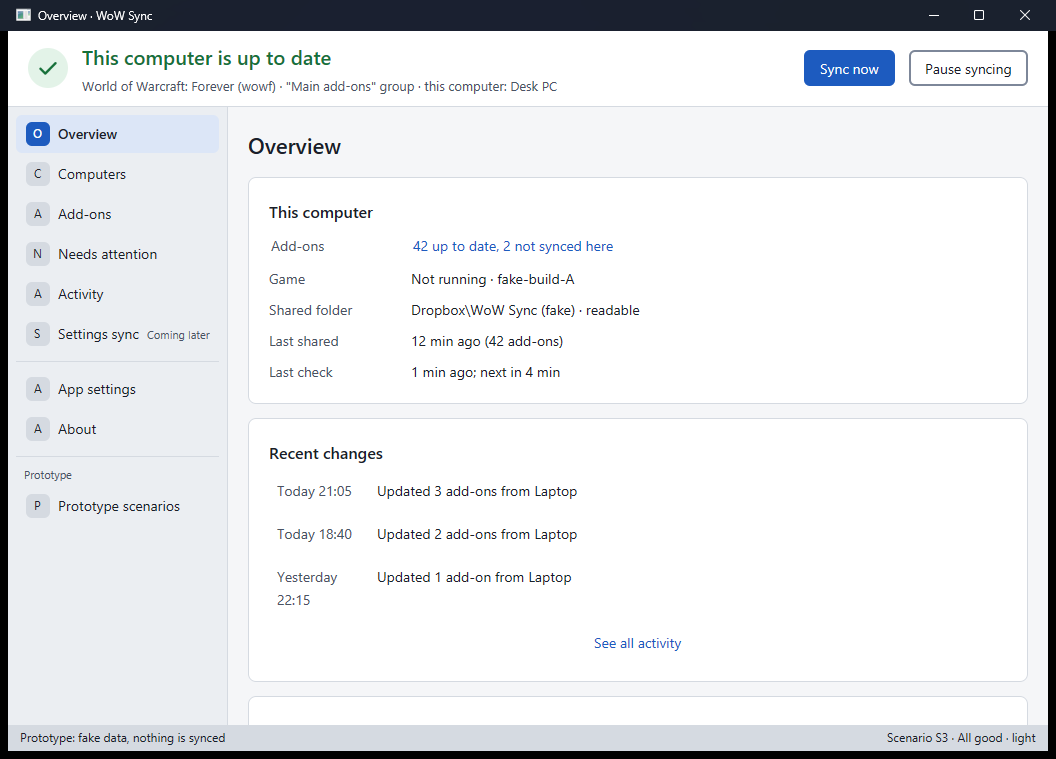 Overview · WoW Sync
This computer is up to date
World of Warcraft: Forever (wowf) · "Main add-ons" group · this computer: Desk PC
Sync now
Pause syncing
O Overview
C Computers
A Add-ons
N Needs attention
A Activity
S Settings sync Coming later
A App settings
A About
Prototype
P Prototype scenarios
Overview
This computer
Add-ons 42 up to date, 2 not synced here
Game Not running · fake-build-A
Shared folder Dropbox\WoW Sync (fake) · readable
Last shared 12 min ago (42 add-ons)
Last check 1 min ago; next in 4 min
Recent changes
Today 21:05 Updated 3 add-ons from Laptop
Today 18:40 Updated 2 add-ons from Laptop
Yesterday Updated 1 add-on from Laptop
22:15
See all activity
Prototype: fake data, nothing is synced
Scenario S3 · All good · light